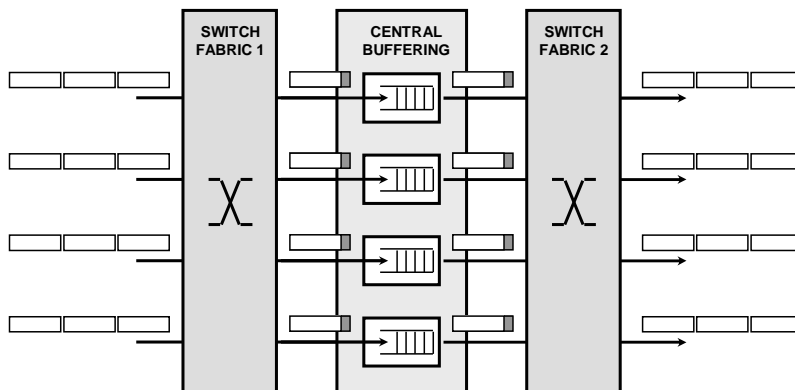 SWITCH
FABRIC 1
CENTRAL
BUFFERING
SWITCH
FABRIC 2